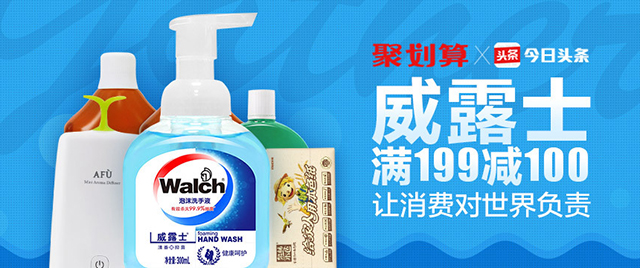 聚划算×头条 今日头条
威露士
满199减100
让消费对世界负责
AFÙ
Walch
泡沫洗手液
威露士
foaming
HAND WASH
健康呵护
300mL